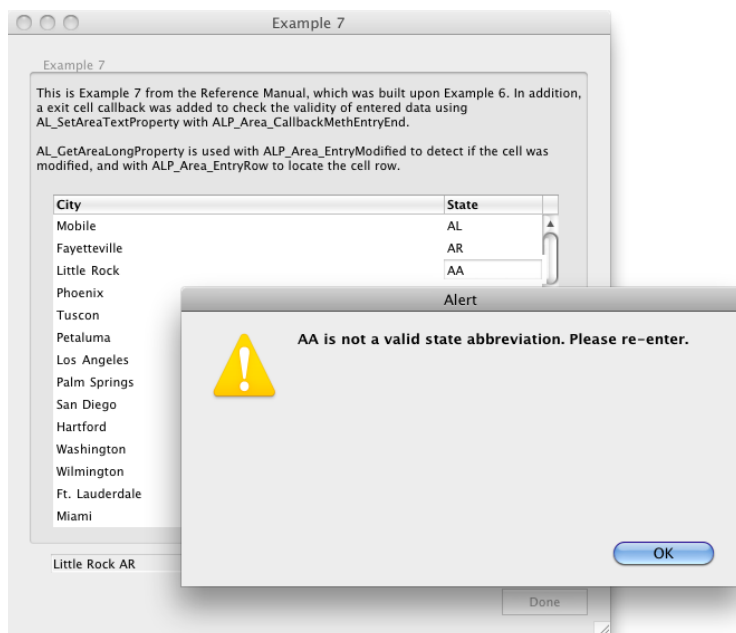 Example 7
Example 7
This is Example 7 from the Reference Manual, which was built upon Example 6. In addition,
a exit cell callback was added to check the validity of entered data using
AL_SetAreaTextProperty with ALP_Area_CallbackMethEntryEnd.
AL_GetAreaLongProperty is used with ALP_Area_EntryModified to detect if the cell was
modified, and with ALP_Area_EntryRow to locate the cell row.
City State
Mobile AL
Fayetteville AR
Little Rock AA
Phoenix
Tuscon
Petaluma
Los Angeles
Palm Springs
San Diego
Hartford
Washington
Wilmington
Ft. Lauderdale
Miami
Little Rock AR
Done
Alert
AA is not a valid state abbreviation. Please re-enter.
OK